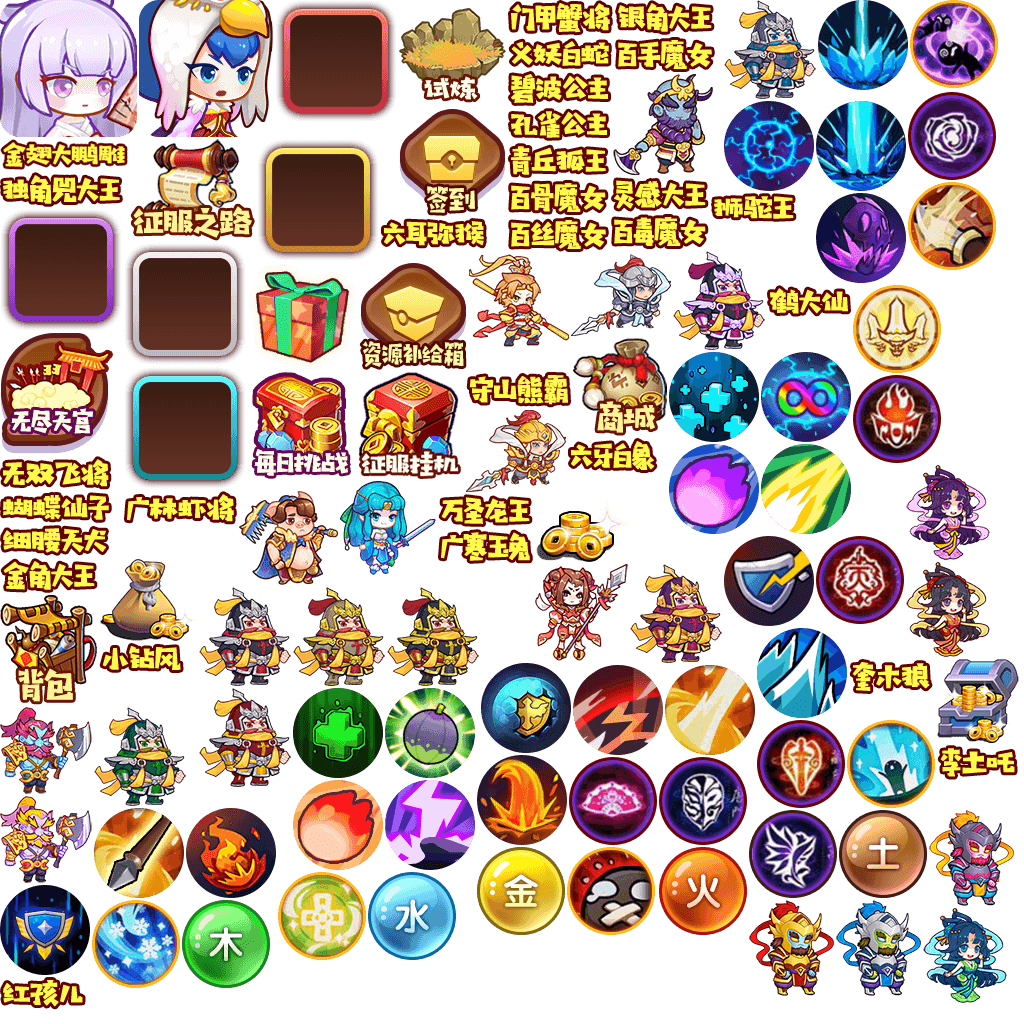 门甲蟹将 银角大王
义妖白蛇 百手魔女
碧波公主
孔雀公主
青丘狐王
百骨魔女 灵感大王
百丝魔女 百毒魔女
试炼
签到
金翅大鹏雕
独角兕大王
征服之路
六耳弥猴
狮驼王
鹤大仙
资源补给箱
无尽天宫
守山熊霸
商城
每日挑战
征服挂机
六牙白象
无双飞将
蝴蝶仙子
细腰天犬
金角大王
广林虾将
万圣龙王
广寒玉兔
小钻风
背包
奎木狼
李土吒
土
金
火
木
水
红孩儿